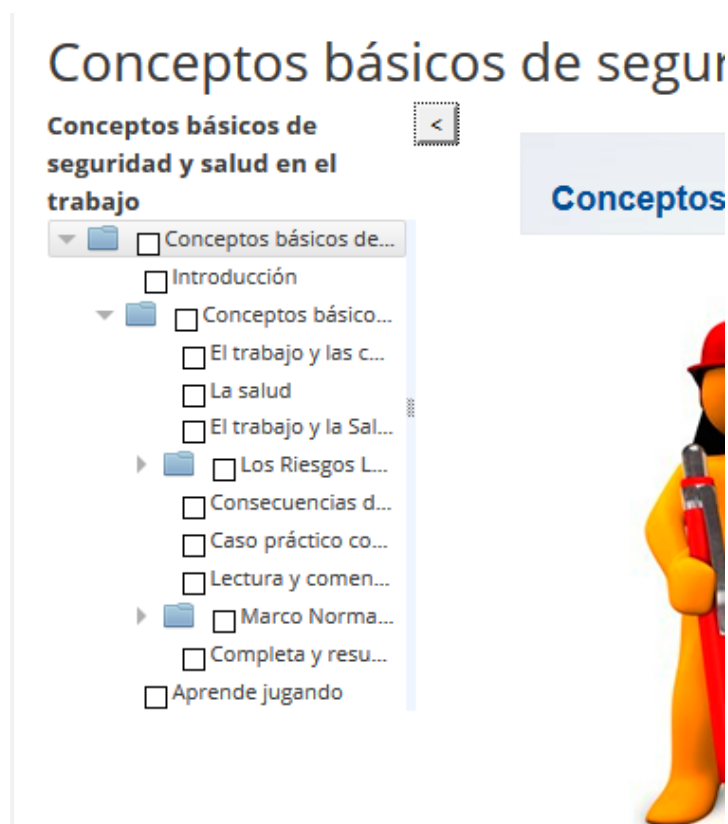 Conceptos básicos de
Conceptos básicos de
seguridad y salud en el
trabajo
<
Conceptos
Conceptos básicos de...
Introducción
Conceptos básico...
El trabajo y las c...
La salud
El trabajo y la Sal...
Los Riesgos L...
Consecuencias d...
Caso práctico co...
Lectura y comen...
Marco Norma...
Completa y resu...
Aprende jugando